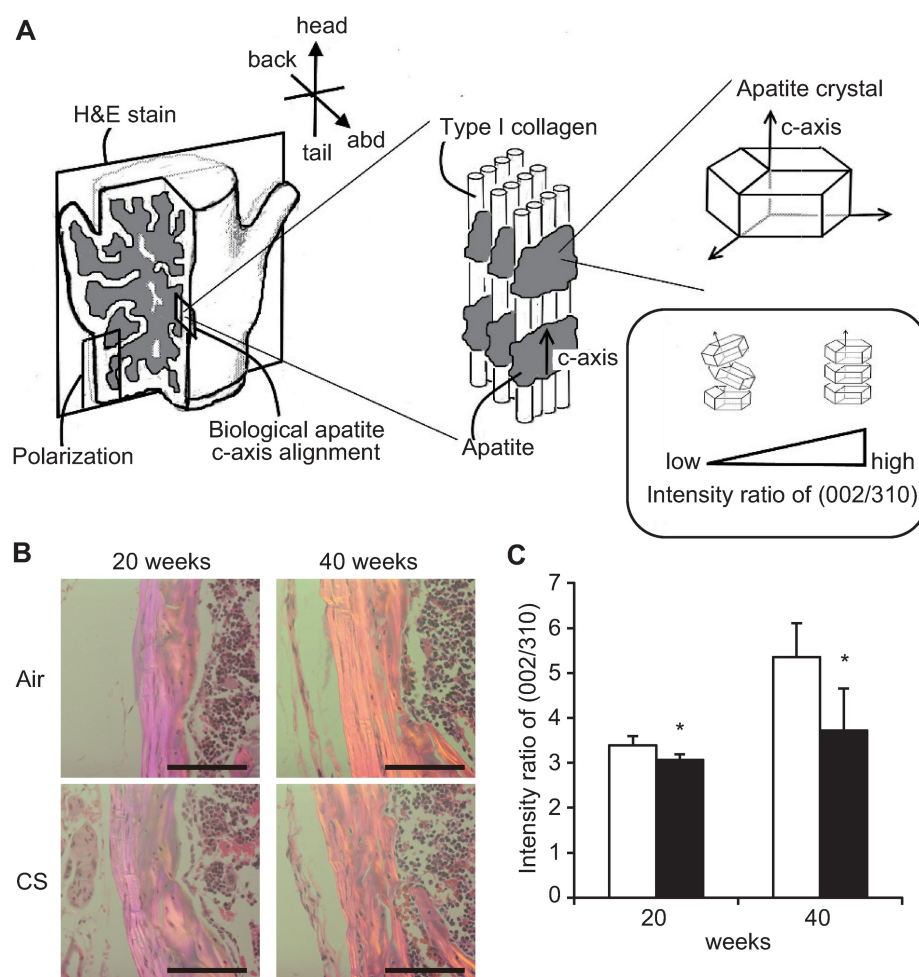 A
head
back
tail
abd
H&E stain
Polarization
Biological apatite
c-axis alignment
Type I collagen
c-axis
Apatite
Apatite crystal
c-axis
low
high
Intensity ratio of (002/310)
B
20 weeks
40 weeks
Air
CS
C
Intensity ratio of (002/310)
7
6
5
4
3
2
1
0
*
*
20
40
weeks